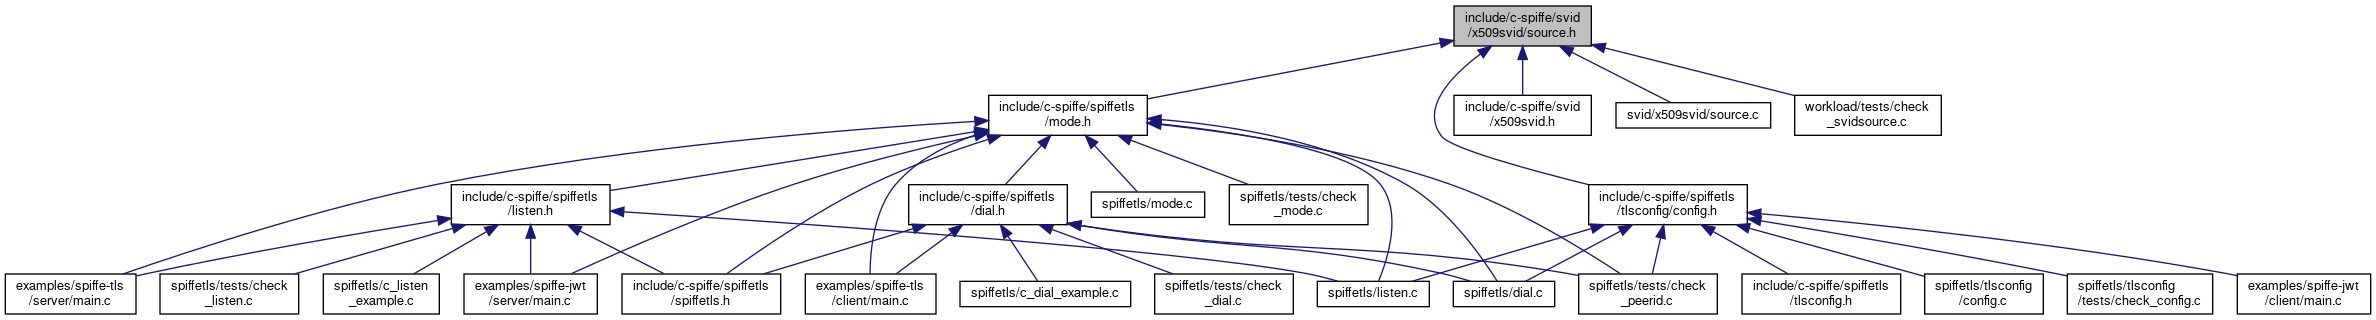 include/c-spiffe/svid
/x509svid/source.h
include/c-spiffe/spiffetls
/mode.h
include/c-spiffe/svid
/x509svid.h
svid/x509svid/source.c
workload/tests/check
_svidsource.c
include/c-spiffe/spiffetls
/listen.h
include/c-spiffe/spiffetls
/dial.h
spiffetls/mode.c
spiffetls/tests/check
_mode.c
include/c-spiffe/spiffetls
/tlsconfig/config.h
examples/spiffe-tls
/server/main.c
spiffetls/tests/check
_listen.c
spiffetls/c_listen
_example.c
examples/spiffe-jwt
/server/main.c
include/c-spiffe/spiffetls
/spiffetls.h
examples/spiffe-tls
/client/main.c
spiffetls/c_dial_example.c
spiffetls/tests/check
_dial.c
spiffetls/listen.c
spiffetls/dial.c
spiffetls/tests/check
_peerid.c
include/c-spiffe/spiffetls
/tlsconfig.h
spiffetls/tlsconfig
/config.c
spiffetls/tlsconfig
/tests/check_config.c
examples/spiffe-jwt
/client/main.c